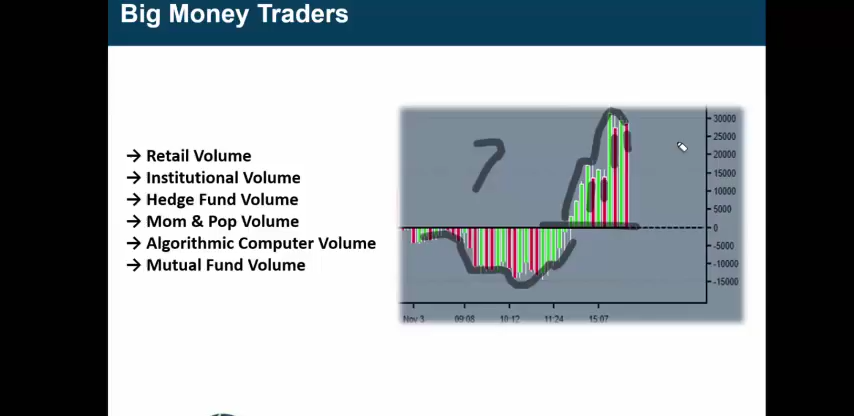 Big Money Traders
→ Retail Volume
→ Institutional Volume
→ Hedge Fund Volume
→ Mom & Pop Volume
→ Algorithmic Computer Volume
→ Mutual Fund Volume
7
30000
25000
20000
15000
10000
5000
0
-5000
-10000
-15000
Nov 3 09:08 10:12 11:24 15:07